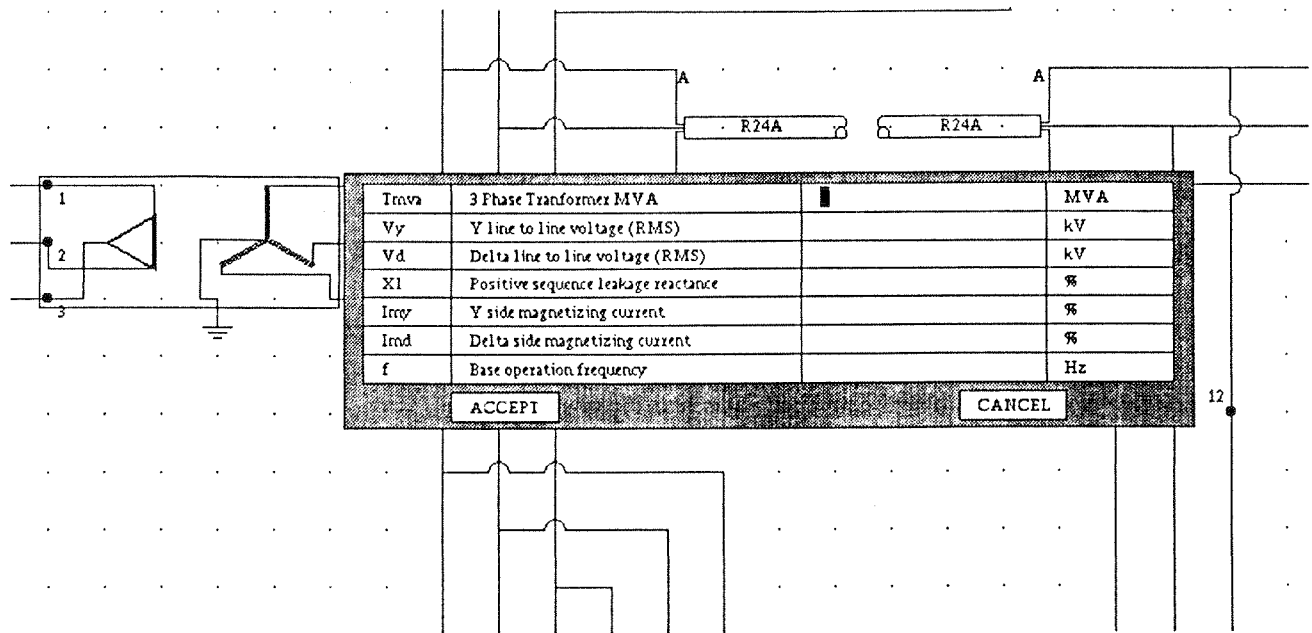 A A
R24A R24A
1
2
3
Tmva 3 Phase Tranformer MVA MVA
Vy Y line to line voltage (RMS) kV
Vd Delta line to line voltage (RMS) kV
X1 Positive sequence leakage reactance %
Imy Y side magnetizing current %
Imd Delta side magnetizing current %
f Base operation frequency Hz
ACCEPT CANCEL
12